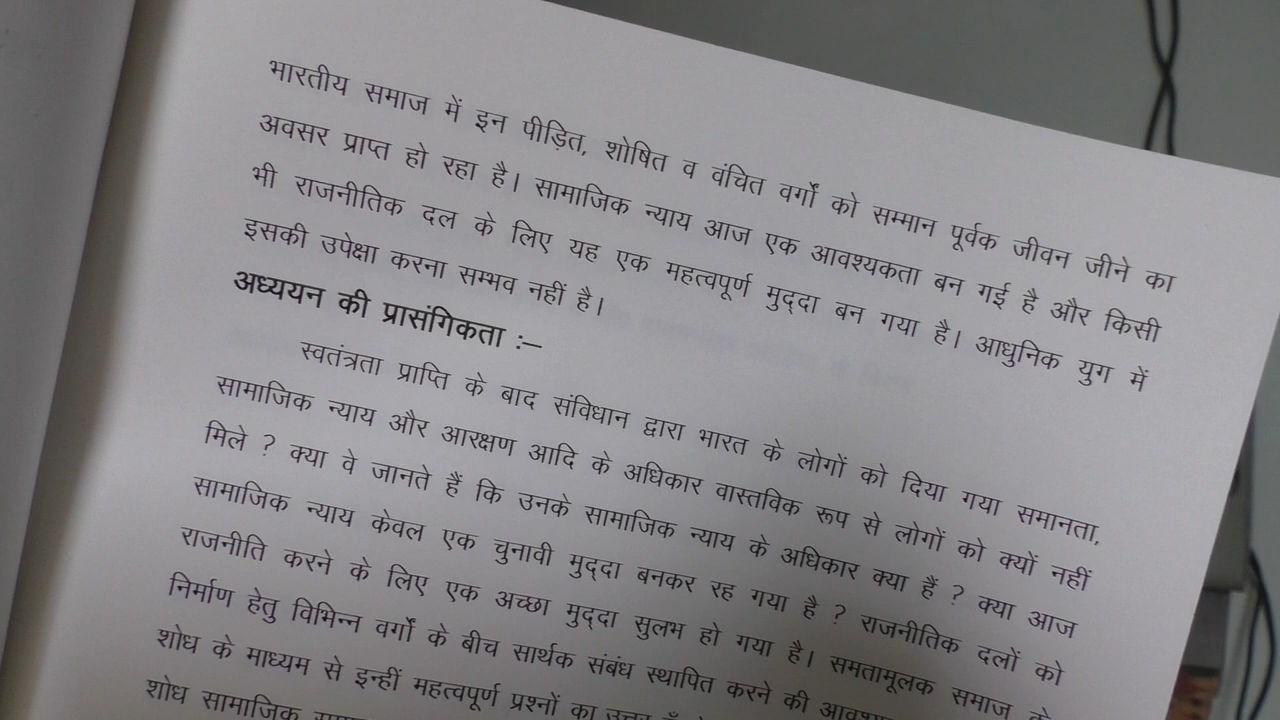 भारतीय समाज में इन पीड़ित, शोषित व वंचित वर्गों को सम्मान पूर्वक जीवन जीने का
अवसर प्राप्त हो रहा है। सामाजिक न्याय आज एक आवश्यकता बन गई है और किसी
भी राजनीतिक दल के लिए यह एक महत्वपूर्ण मुद्दा बन गया है। आधुनिक युग में
इसकी उपेक्षा करना सम्भव नहीं है।
अध्ययन की प्रासंगिकता :–
स्वतंत्रता प्राप्ति के बाद संविधान द्वारा भारत के लोगों को दिया गया समानता,
सामाजिक न्याय और आरक्षण आदि के अधिकार वास्तविक रूप से लोगों को क्यों नहीं
मिले ? क्या वे जानते हैं कि उनके सामाजिक न्याय के अधिकार क्या हैं ? क्या आज
सामाजिक न्याय केवल एक चुनावी मुद्दा बनकर रह गया है ? राजनीतिक दलों को
राजनीति करने के लिए एक अच्छा मुद्दा सुलभ हो गया है। समतामूलक समाज के
निर्माण हेतु विभिन्न वर्गों के बीच सार्थक संबंध स्थापित करने की
शोध के माध्यम से इन्हीं महत्वपूर्ण प्रश्नों का
शोध सामाजिक